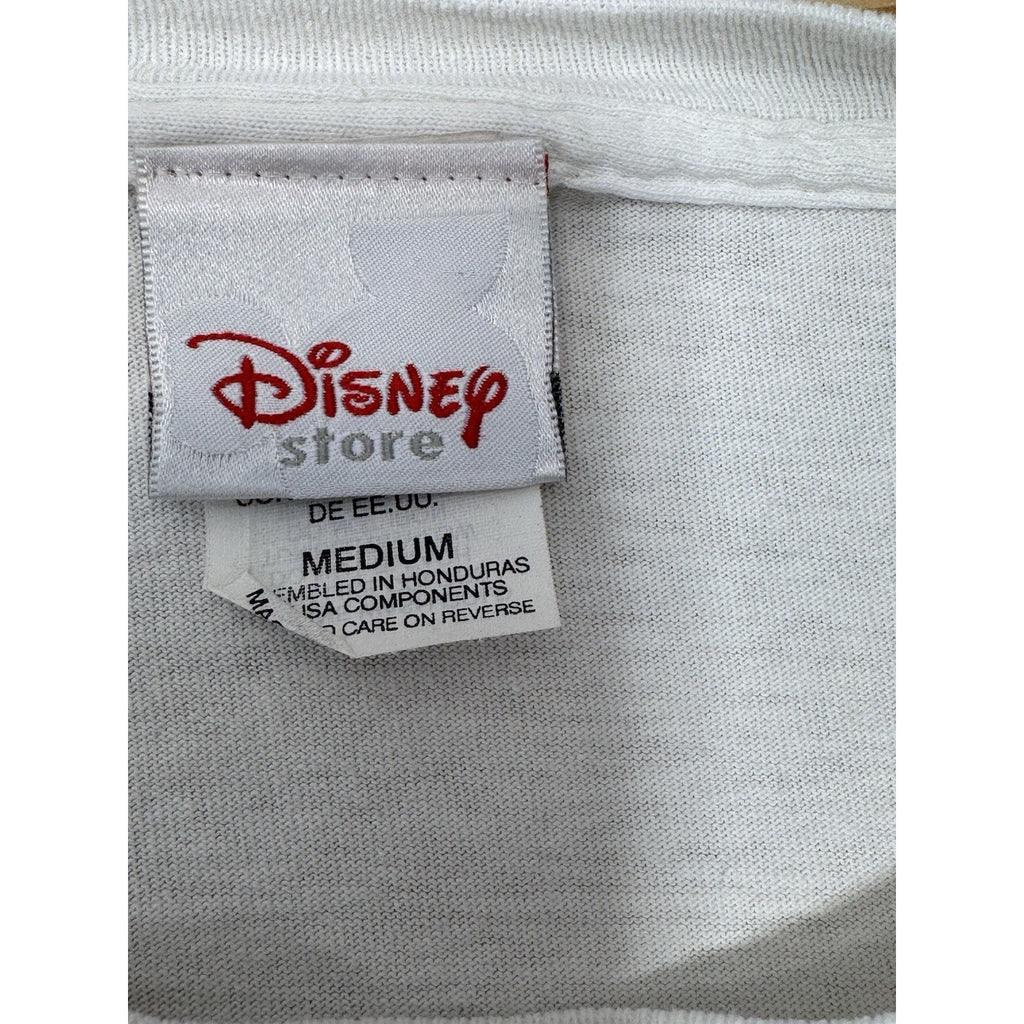 Disney
store
DE EE.UU.
MEDIUM
EMBLED IN HONDURAS
USA COMPONENTS
CARE ON REVERSE